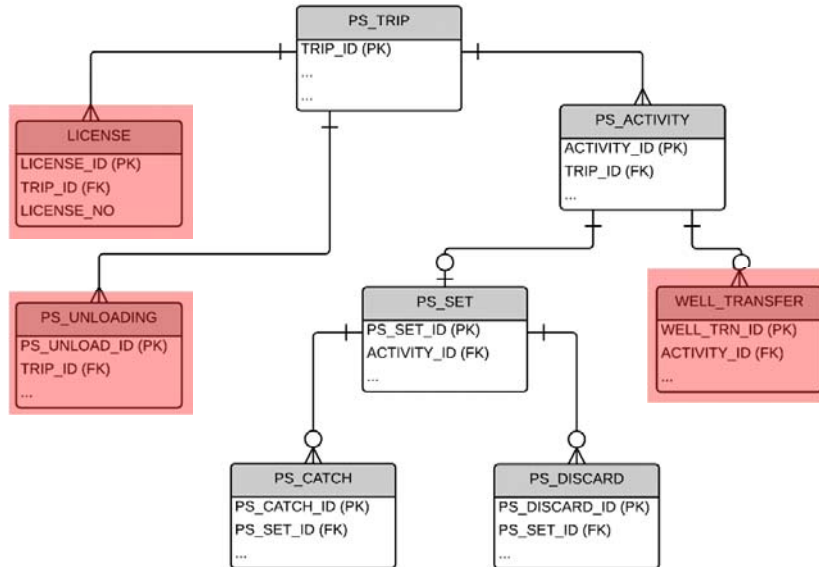 PS_TRIP
TRIP_ID (PK)
...
...
LICENSE
LICENSE_ID (PK)
TRIP_ID (FK)
LICENSE_NO
PS_ACTIVITY
ACTIVITY_ID (PK)
TRIP_ID (FK)
...
PS_UNLOADING
PS_UNLOAD_ID (PK)
TRIP_ID (FK)
...
PS_SET
PS_SET_ID (PK)
ACTIVITY_ID (FK)
...
WELL_TRANSFER
WELL_TRN_ID (PK)
ACTIVITY_ID (FK)
...
PS_CATCH
PS_CATCH_ID (PK)
PS_SET_ID (FK)
...
PS_DISCARD
PS_DISCARD_ID (PK)
PS_SET_ID (FK)
...